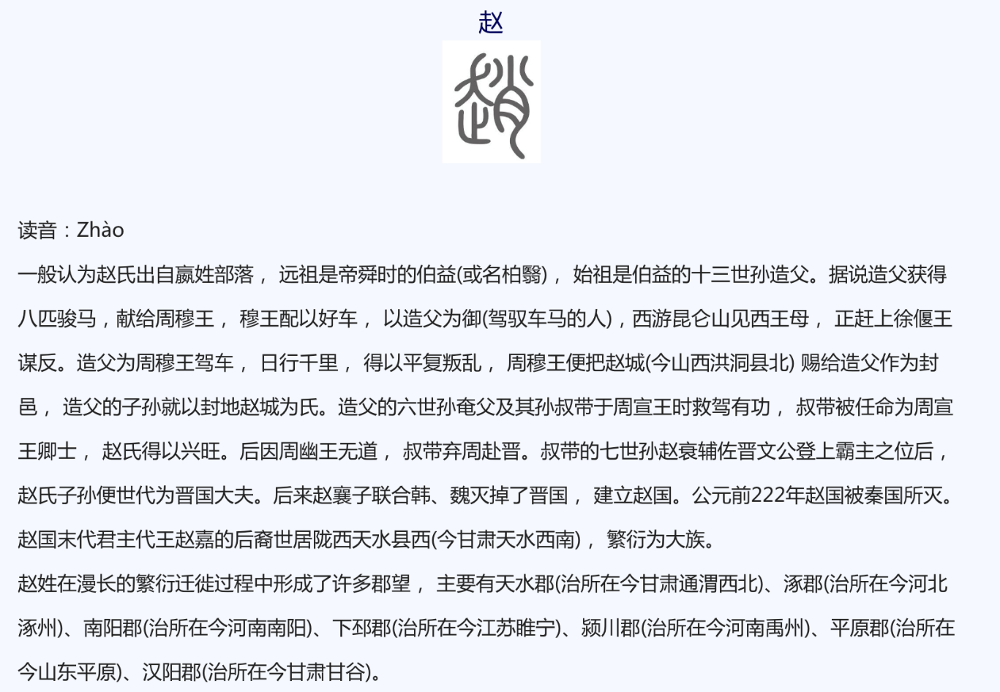 赵
趙
读音：Zhào
一般认为赵氏出自嬴姓部落， 远祖是帝舜时的伯益(或名柏翳)， 始祖是伯益的十三世孙造父。据说造父获得
八匹骏马，献给周穆王， 穆王配以好车， 以造父为御(驾驭车马的人)，西游昆仑山见西王母， 正赶上徐偃王
谋反。造父为周穆王驾车， 日行千里， 得以平复叛乱， 周穆王便把赵城(今山西洪洞县北) 赐给造父作为封
邑， 造父的子孙就以封地赵城为氏。造父的六世孙奄父及其孙叔带于周宣王时救驾有功， 叔带被任命为周宣
王卿士， 赵氏得以兴旺。后因周幽王无道， 叔带弃周赴晋。叔带的七世孙赵衰辅佐晋文公登上霸主之位后，
赵氏子孙便世代为晋国大夫。后来赵襄子联合韩、魏灭掉了晋国， 建立赵国。公元前222年赵国被秦国所灭。
赵国末代君主代王赵嘉的后裔世居陇西天水县西(今甘肃天水西南)， 繁衍为大族。
赵姓在漫长的繁衍迁徙过程中形成了许多郡望， 主要有天水郡(治所在今甘肃通渭西北)、涿郡(治所在今河北
涿州)、南阳郡(治所在今河南南阳)、下邳郡(治所在今江苏睢宁)、颍川郡(治所在今河南禹州)、平原郡(治所在
今山东平原)、汉阳郡(治所在今甘肃甘谷)。